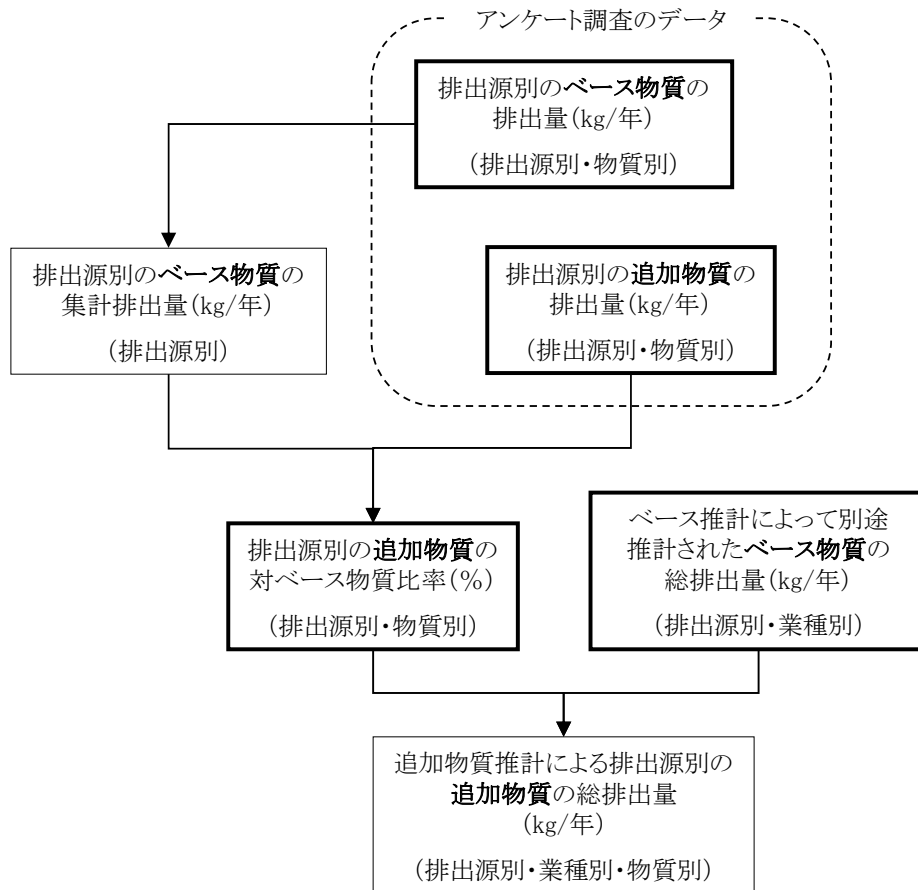 アンケート調査のデータ
排出源別のベース物質の
排出量(kg/年)
(排出源別・物質別)
排出源別のベース物質の
集計排出量(kg/年)
(排出源別)
排出源別の追加物質の
排出量(kg/年)
(排出源別・物質別)
排出源別の追加物質の
対ベース物質比率(%)
(排出源別・物質別)
ベース推計によって別途
推計されたベース物質の
総排出量(kg/年)
(排出源別・業種別)
追加物質推計による排出源別の
追加物質の総排出量
(kg/年)
(排出源別・業種別・物質別)